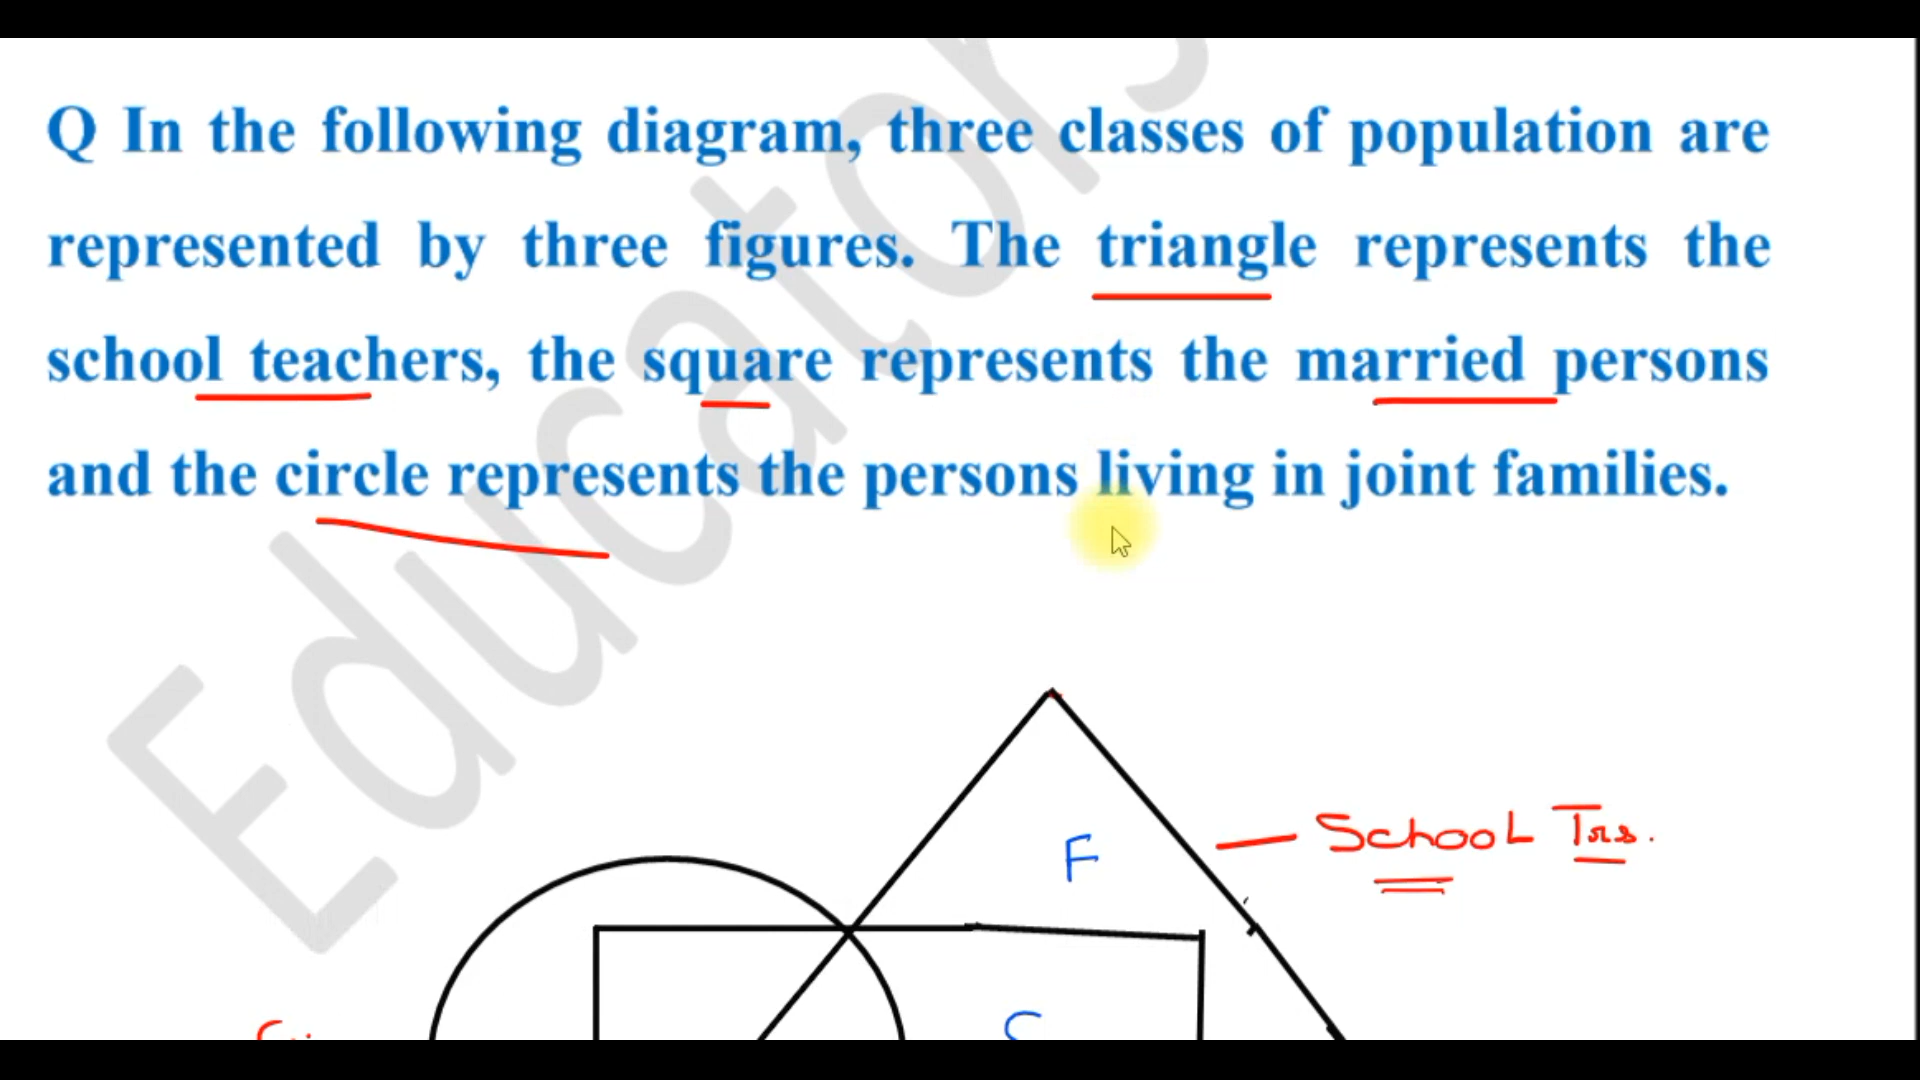 Q In the following diagram, three classes of population are
represented by three figures. The triangle represents the
school teachers, the square represents the married persons
and the circle represents the persons living in joint families.
Educators
F
SchooL Trs.